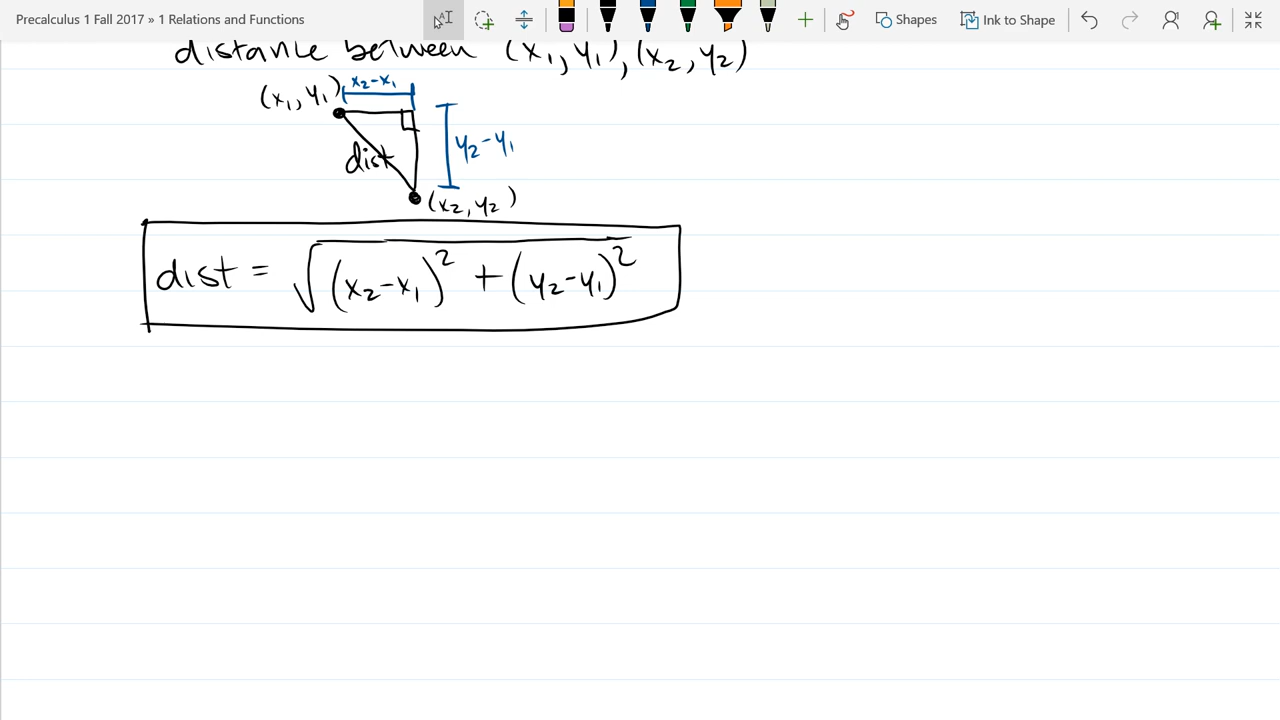 Precalculus 1 Fall 2017 » 1 Relations and Functions
Shapes
Ink to Shape
distance between (x₁, y₁), (x₂, y₂)
x₂-x₁
(x₁, y₁)
y₂-y₁
dist
(x₂, y₂)
dist = √(x₂-x₁)² + (y₂-y₁)²